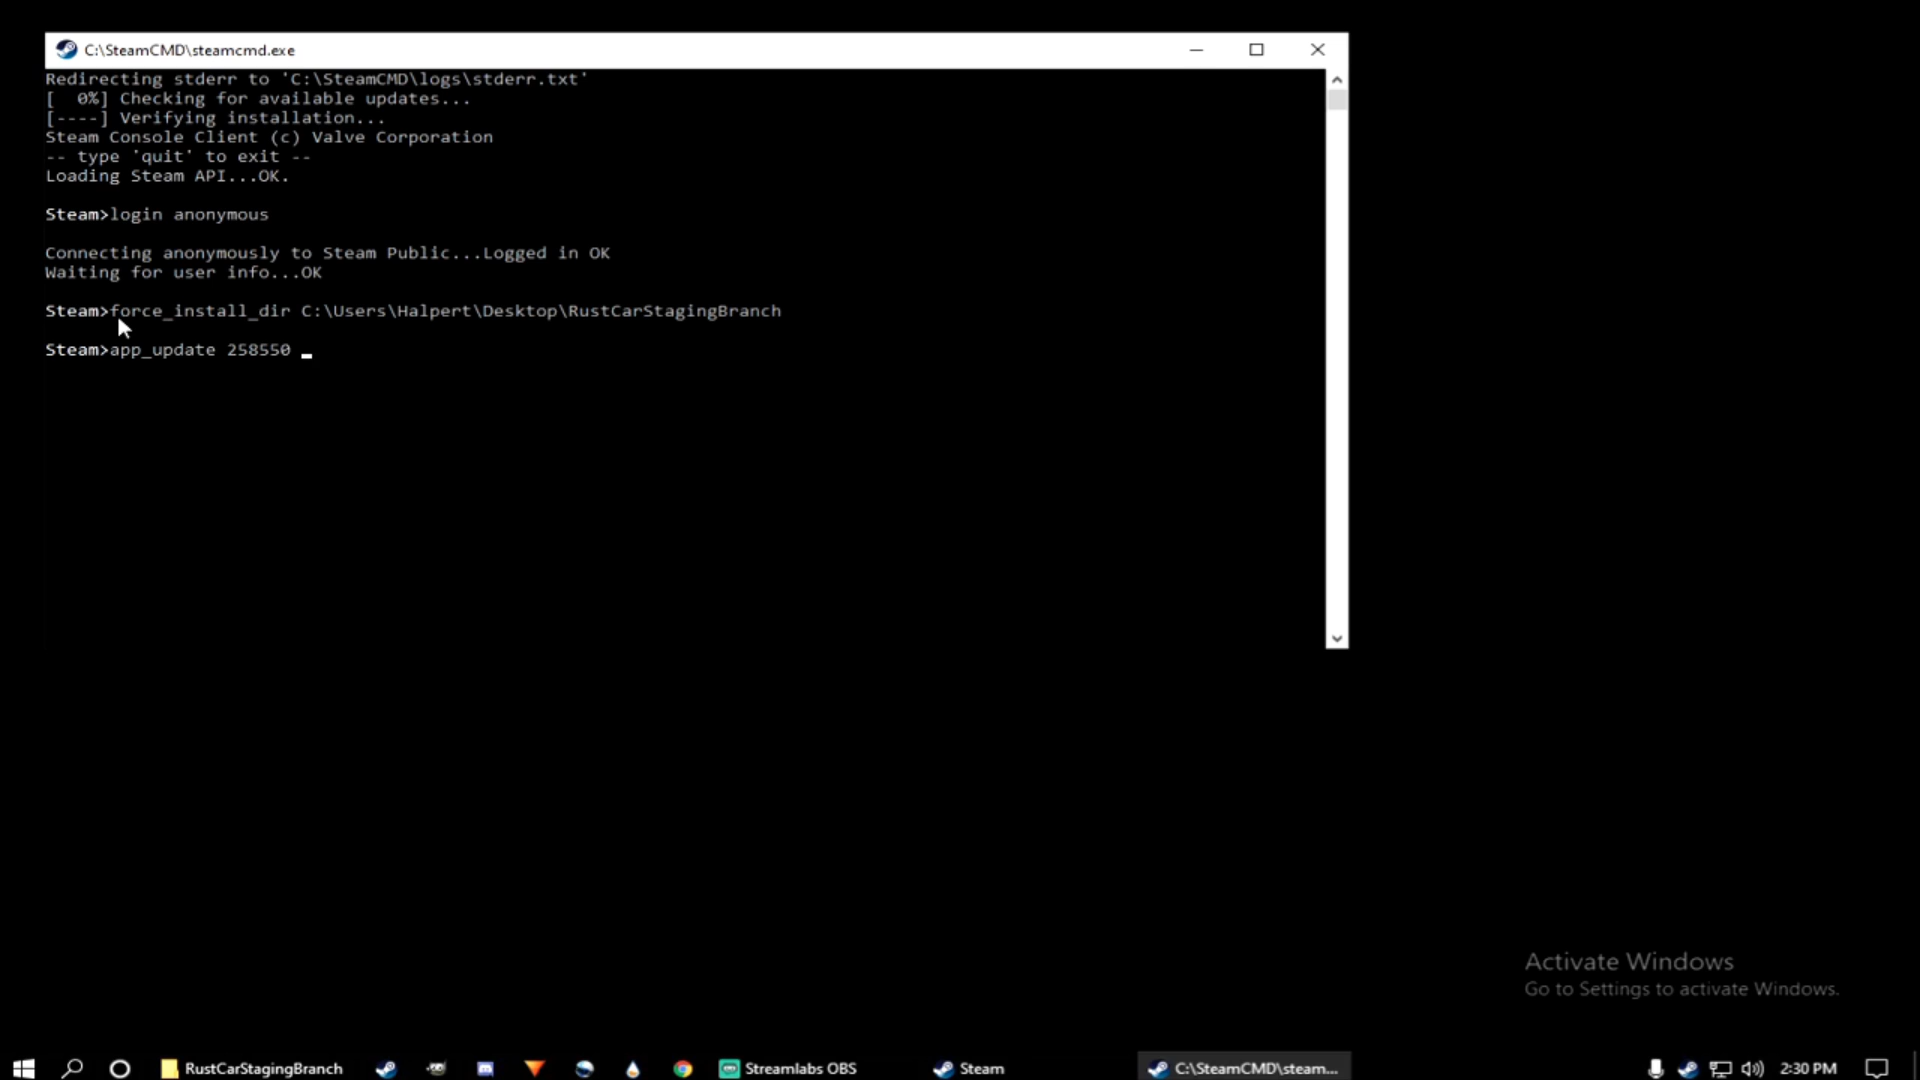 C:\SteamCMD\steamcmd.exe
Redirecting stderr to 'C:\SteamCMD\logs\stderr.txt'
[  0%] Checking for available updates...
[----] Verifying installation...
Steam Console Client (c) Valve Corporation
-- type 'quit' to exit --
Loading Steam API...OK.
Steam>login anonymous
Connecting anonymously to Steam Public...Logged in OK
Waiting for user info...OK
Steam>force_install_dir C:\Users\Halpert\Desktop\RustCarStagingBranch
Steam>app_update 258550 _
Activate Windows
Go to Settings to activate Windows.
RustCarStagingBranch Streamlabs OBS Steam C:\SteamCMD\steam... 2:30 PM